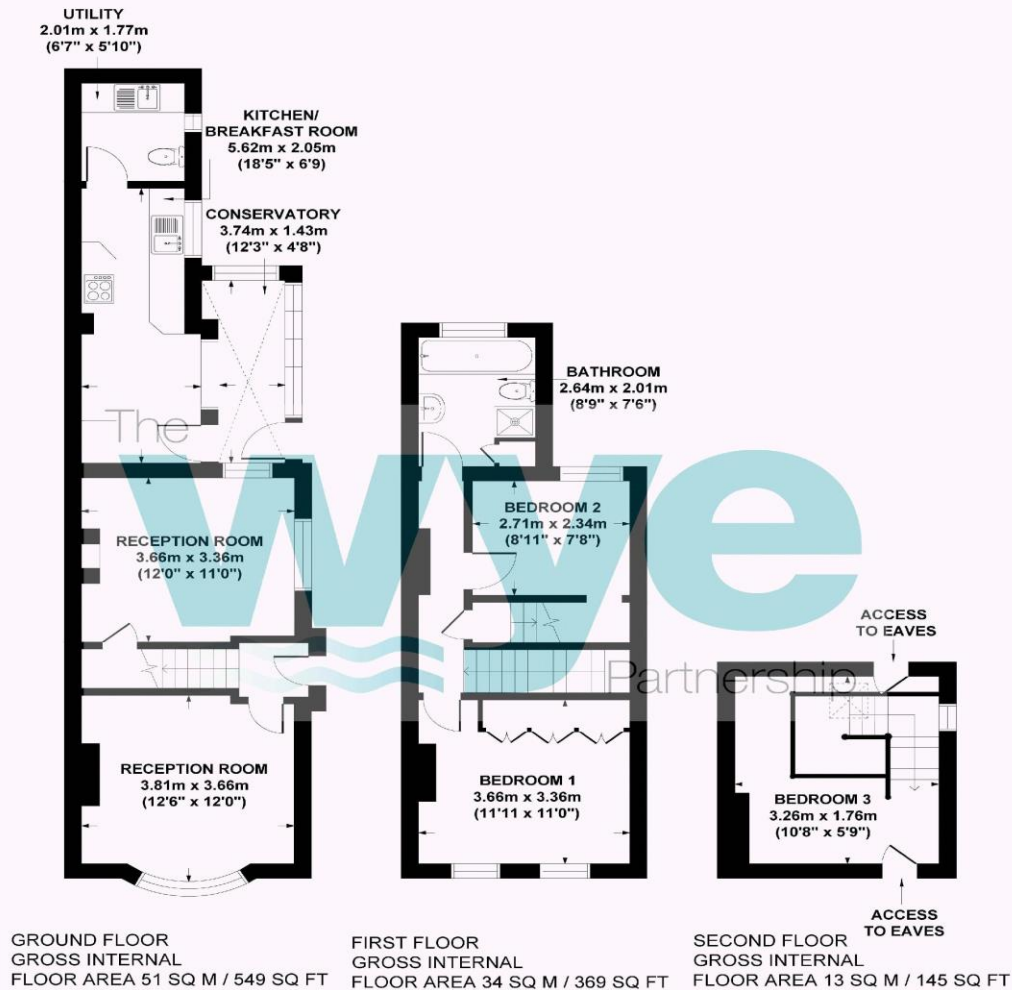 UTILITY
2.01m x 1.77m
(6'7" x 5'10")
KITCHEN/
BREAKFAST ROOM
5.62m x 2.05m
(18'5" x 6'9)
CONSERVATORY
3.74m x 1.43m
(12'3" x 4'8")
BATHROOM
2.64m x 2.01m
(8'9" x 7'6")
The
wye
Partnership
RECEPTION ROOM
3.66m x 3.36m
(12'0" x 11'0")
BEDROOM 2
2.71m x 2.34m
(8'11" x 7'8")
ACCESS
TO EAVES
RECEPTION ROOM
3.81m x 3.66m
(12'6" x 12'0")
BEDROOM 1
3.66m x 3.36m
(11'11 x 11'0")
BEDROOM 3
3.26m x 1.76m
(10'8" x 5'9")
ACCESS
TO EAVES
GROUND FLOOR
GROSS INTERNAL
FLOOR AREA 51 SQ M / 549 SQ FT
FIRST FLOOR
GROSS INTERNAL
FLOOR AREA 34 SQ M / 369 SQ FT
SECOND FLOOR
GROSS INTERNAL
FLOOR AREA 13 SQ M / 145 SQ FT